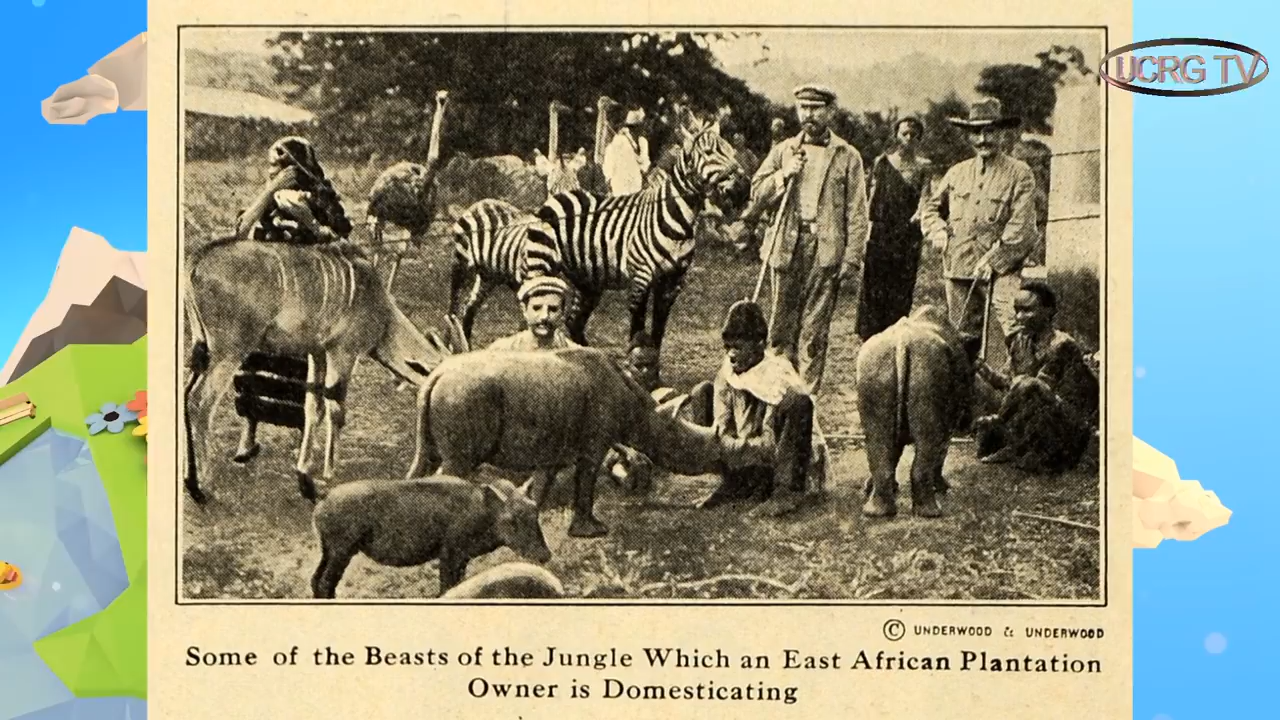 UCRG TV
© UNDERWOOD & UNDERWOOD
Some of the Beasts of the Jungle Which an East African Plantation
Owner is Domesticating